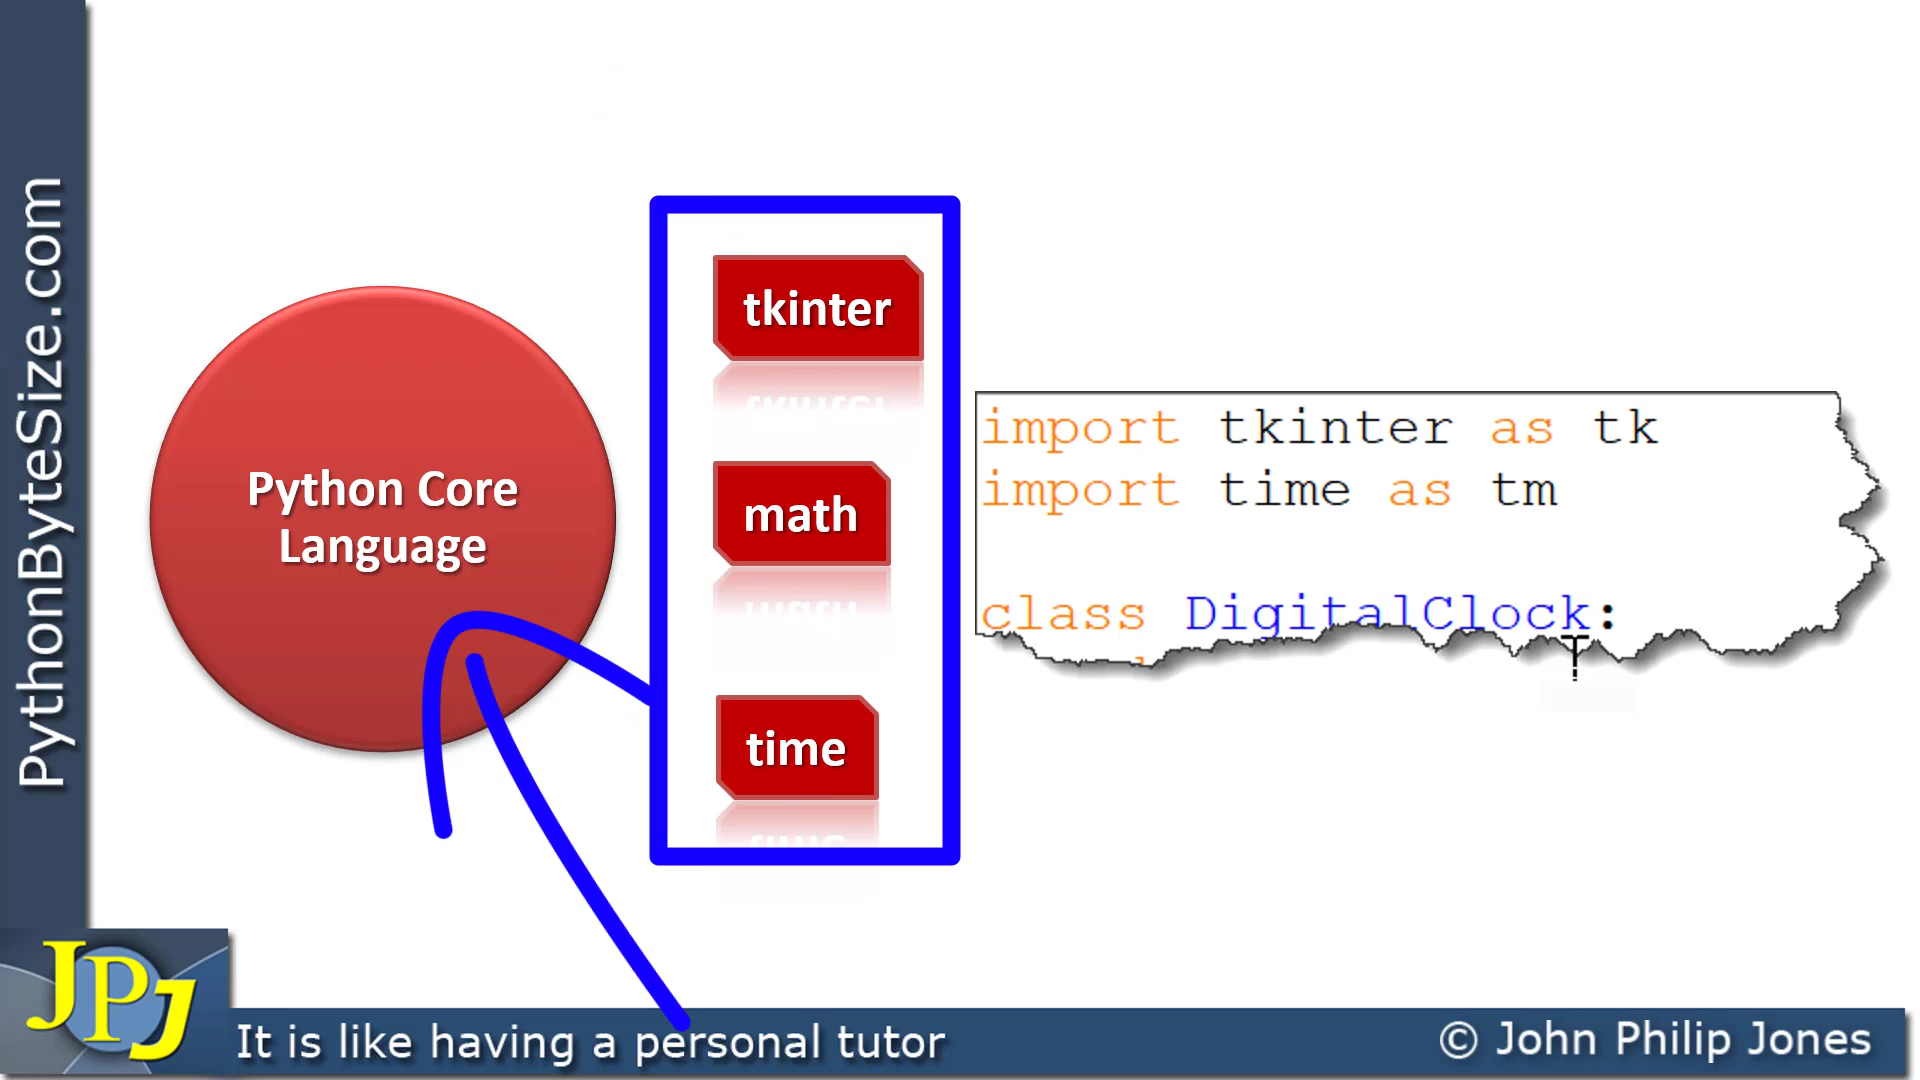 PythonByteSize.com
Python Core
Language
tkinter
math
time
import tkinter as tk
import time as tm
class DigitalClock:
JPJ
It is like having a personal tutor
© John Philip Jones